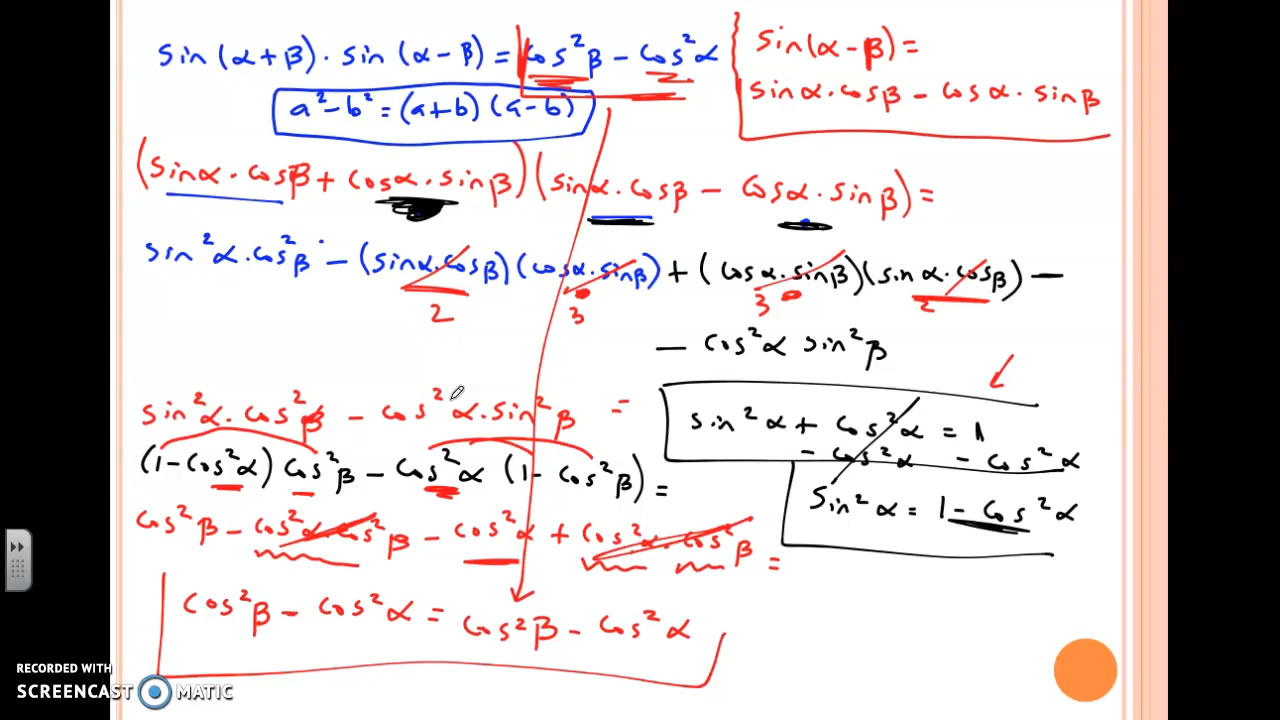 sin(α+β)·sin(α-β) = cos²β - cos²α
sin(α-β) =
sinα·cosβ - cosα·sinβ
a²-b² = (a+b)(a-b)
(sinα·cosβ + cosα·sinβ)(sinα·cosβ - cosα·sinβ) =
sin²α·cos²β - (sinα·cosβ)(cosα·sinβ) + (cosα·sinβ)(sinα·cosβ) -
2 3 3 2
- cos²α sin²β
sin²α·cos²β - cos²α·sin²β =
sin²α + cos²α = 1
- cos²α - cos²α
(1-cos²α)cos²β - cos²α(1-cos²β) =
sin²α = 1 - cos²α
cos²β - cos²α·cos²β - cos²α + cos²α·cos²β =
cos²β - cos²α = cos²β - cos²α
RECORDED WITH
SCREENCAST MATIC